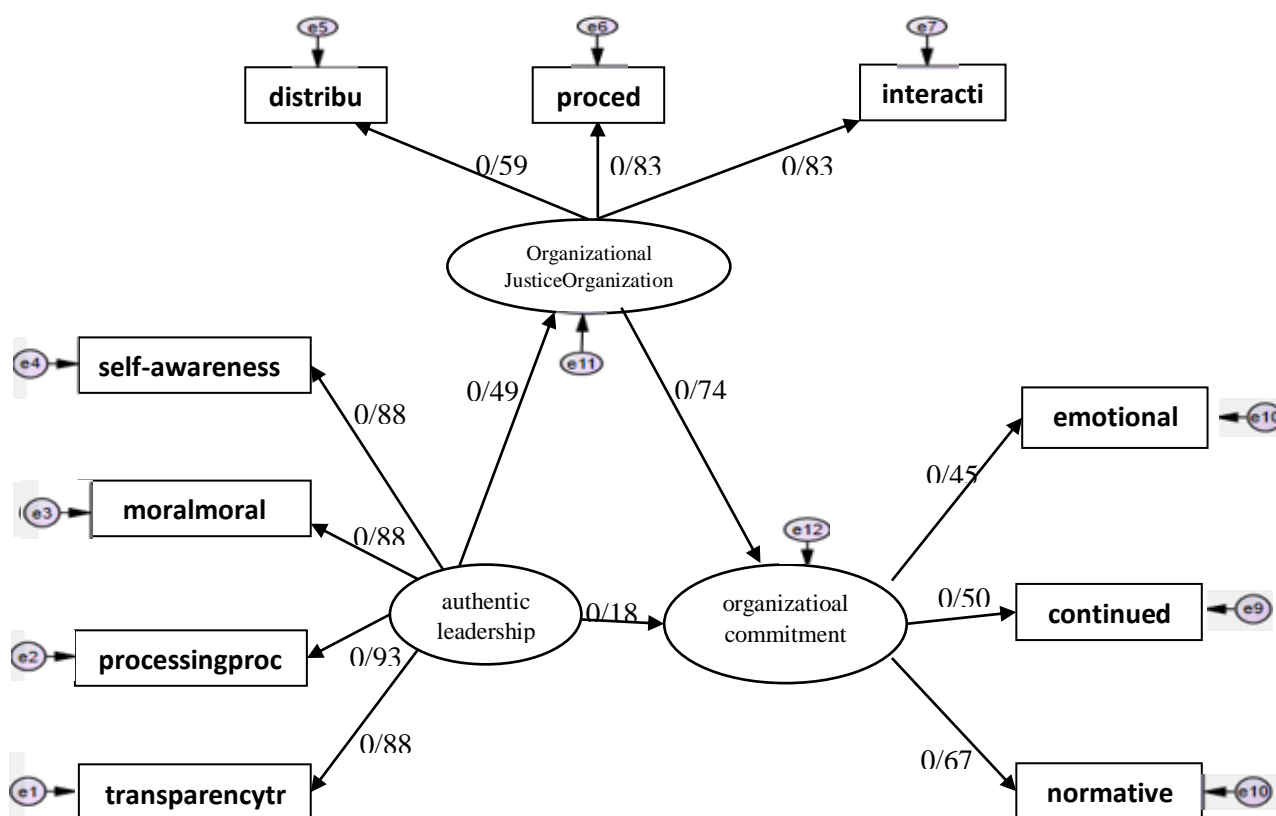 e5
e6
e7
distribu
proced
interacti
0/59
0/83
0/83
Organizational
JusticeOrganization
e4
self-awareness
e11
0/49
0/74
0/88
emotional
e10
0/45
e3
moralmoral
0/88
e12
authentic
leadership
0/18
organizatioal
commitment
0/50
continued
e9
e2
processingproc
0/93
0/88
0/67
e1
transparencytr
normative
e10